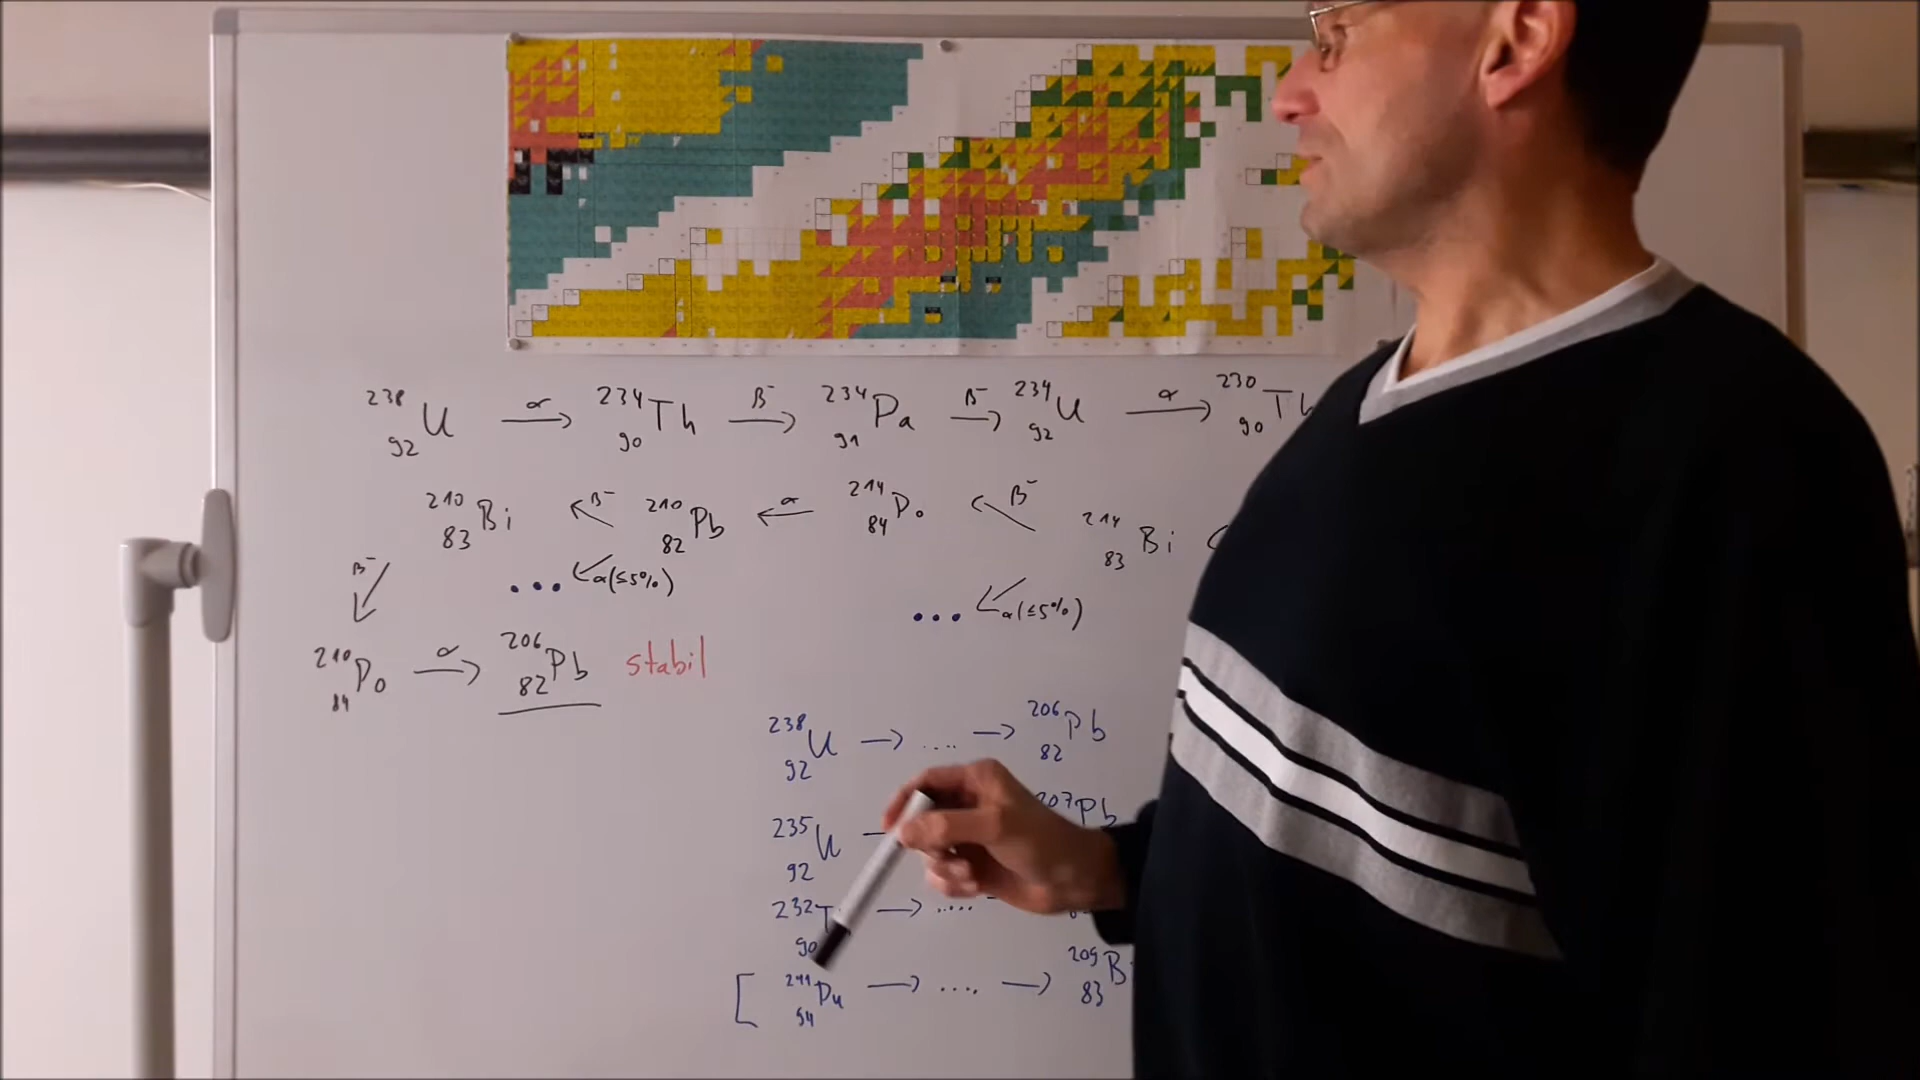 238 92 U α→ 234 90 Th β⁻→ 234 91 Pa β⁻→ 234 92 U α→ 230 90 Th
210 83 Bi ←β⁻ 210 82 Pb ←α 214 84 Po ←β⁻ 214 83 Bi
β⁻ ... α(≤5%) ... α(≤5%)
210 84 Po α→ 206 82 Pb stabil
238 92 U → .... → 206 82 Pb
235 92 U 207 Pb
232 90 T → .....
[ 241 94 Pu → .... → 209 83 B